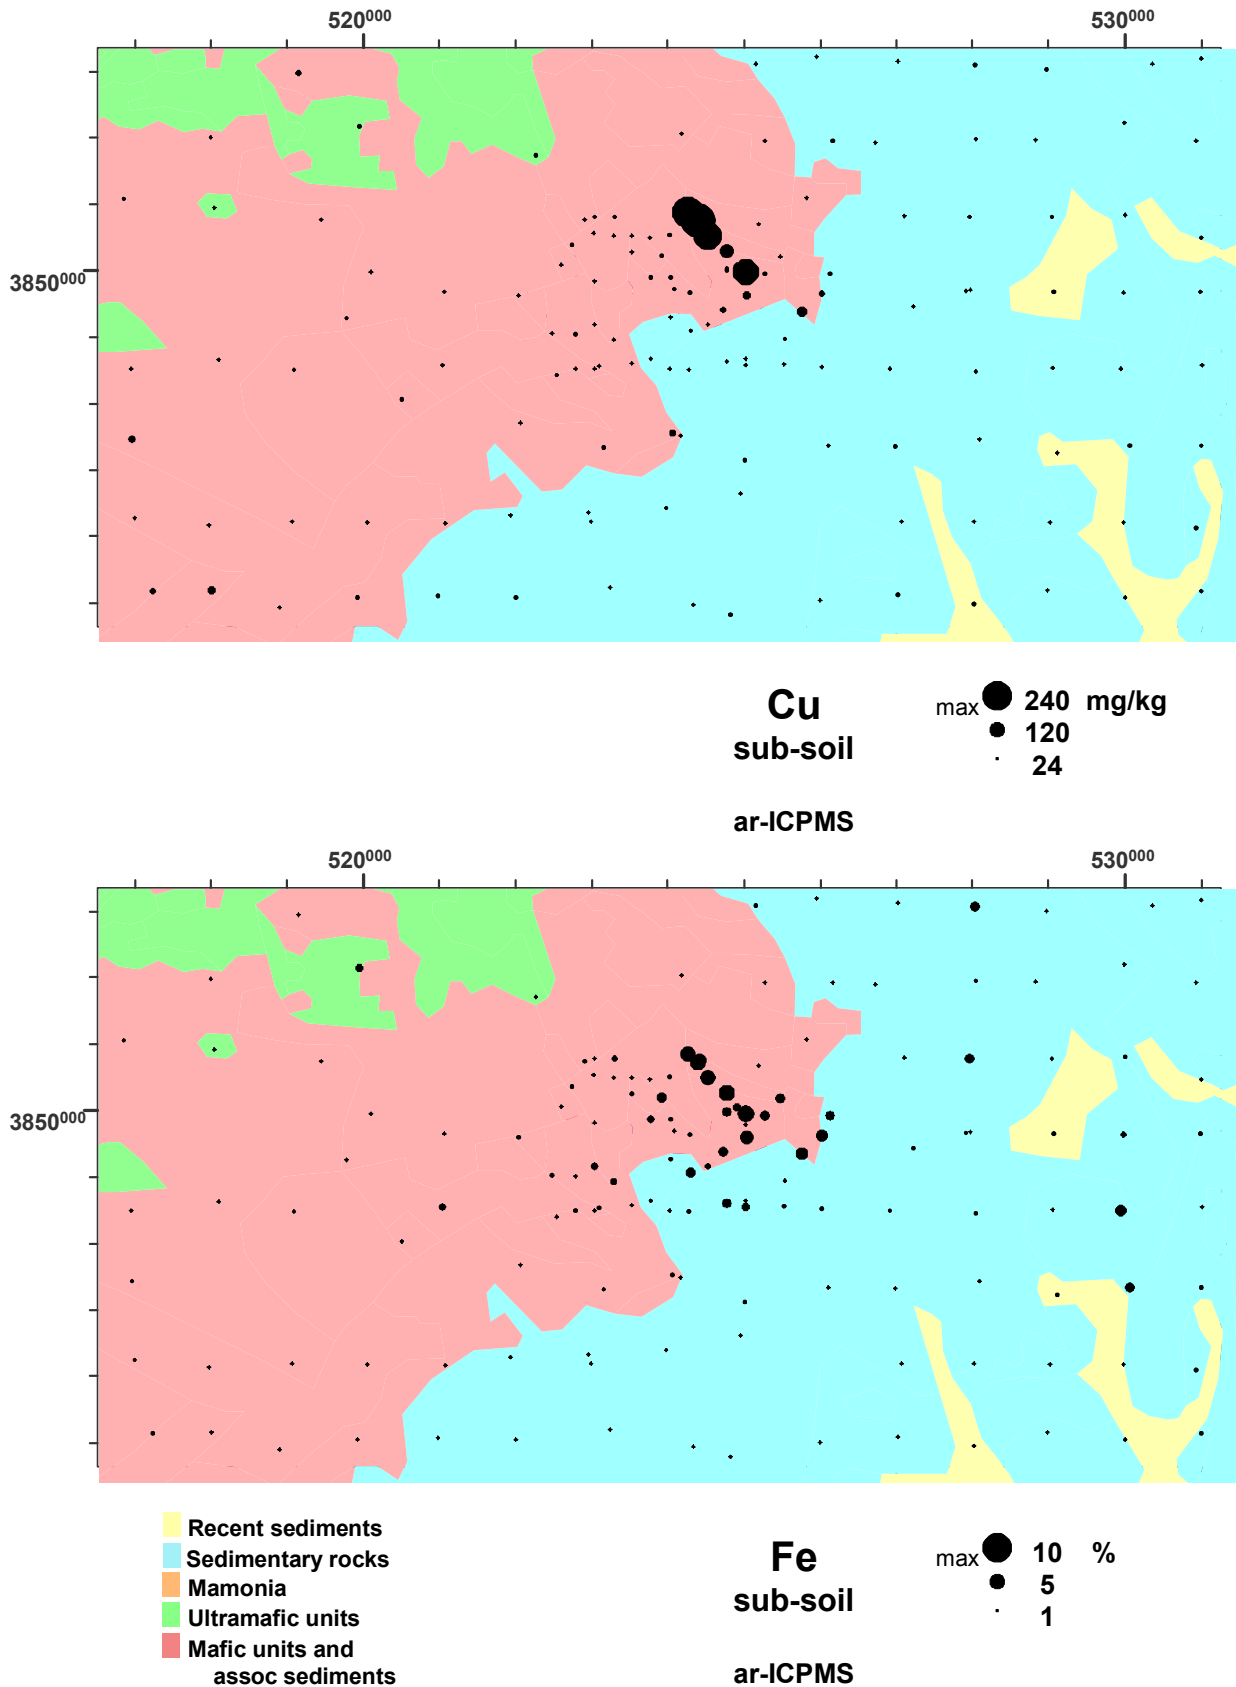 520000 530000
3850000
Cu
sub-soil
ar-ICPMS
max 240 mg/kg
120
24
520000 530000
3850000
Recent sediments
Sedimentary rocks
Mamonia
Ultramafic units
Mafic units and
assoc sediments
Fe
sub-soil
ar-ICPMS
max 10 %
5
1